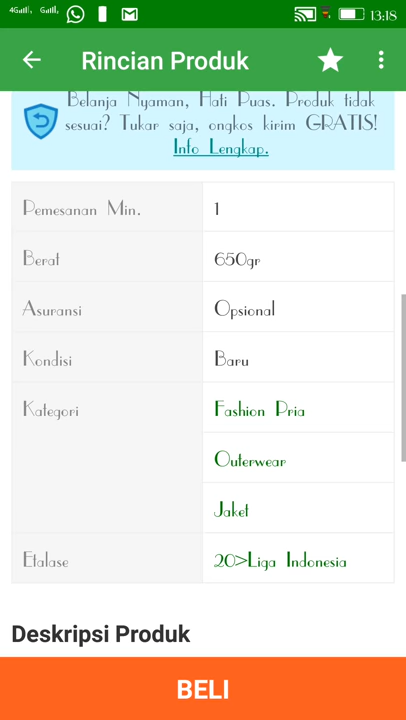 4G 13:18
Rincian Produk
Belanja Nyaman, Hati Puas. Produk tidak
sesuai? Tukar saja, ongkos kirim GRATIS!
Info Lengkap.
Pemesanan Min. 1
Berat 650gr
Asuransi Opsional
Kondisi Baru
Kategori Fashion Pria
Outerwear
Jaket
Etalase 20>Liga Indonesia
Deskripsi Produk
BELI